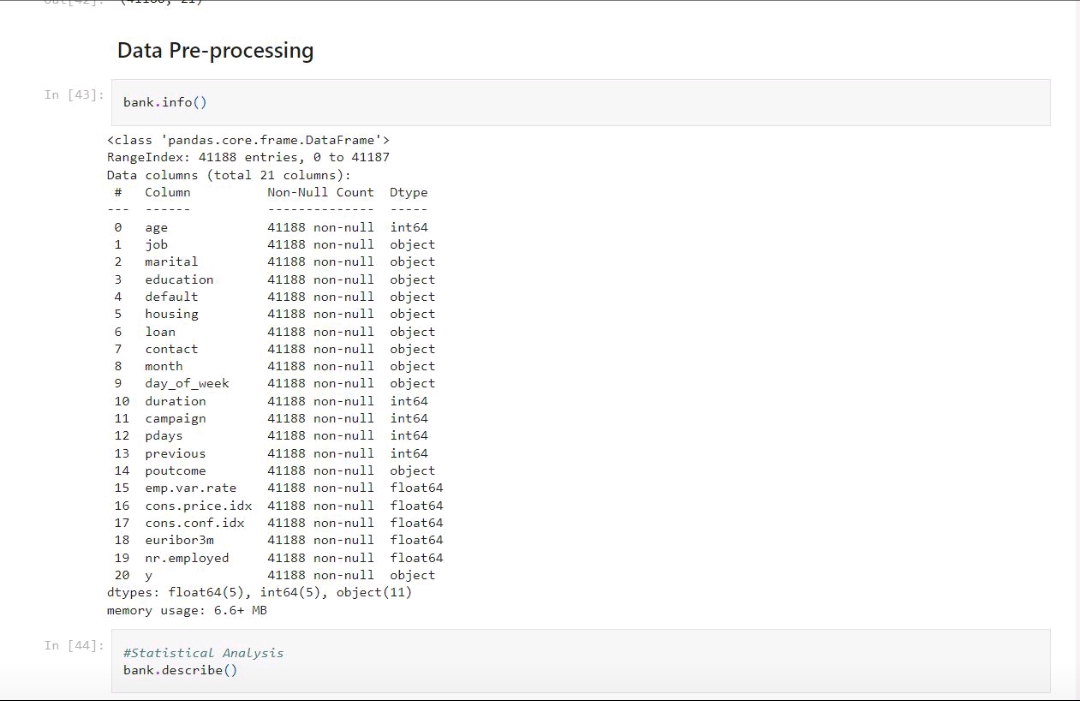 Out[42]: (41188, 21)
Data Pre-processing
In [43]: bank.info()
<class 'pandas.core.frame.DataFrame'>
RangeIndex: 41188 entries, 0 to 41187
Data columns (total 21 columns):
 #   Column          Non-Null Count  Dtype
---  ------          --------------  -----
 0   age             41188 non-null  int64
 1   job             41188 non-null  object
 2   marital         41188 non-null  object
 3   education       41188 non-null  object
 4   default         41188 non-null  object
 5   housing         41188 non-null  object
 6   loan            41188 non-null  object
 7   contact         41188 non-null  object
 8   month           41188 non-null  object
 9   day_of_week     41188 non-null  object
 10  duration        41188 non-null  int64
 11  campaign        41188 non-null  int64
 12  pdays           41188 non-null  int64
 13  previous        41188 non-null  int64
 14  poutcome        41188 non-null  object
 15  emp.var.rate    41188 non-null  float64
 16  cons.price.idx  41188 non-null  float64
 17  cons.conf.idx   41188 non-null  float64
 18  euribor3m       41188 non-null  float64
 19  nr.employed     41188 non-null  float64
 20  y               41188 non-null  object
dtypes: float64(5), int64(5), object(11)
memory usage: 6.6+ MB
In [44]: #Statistical Analysis
bank.describe()